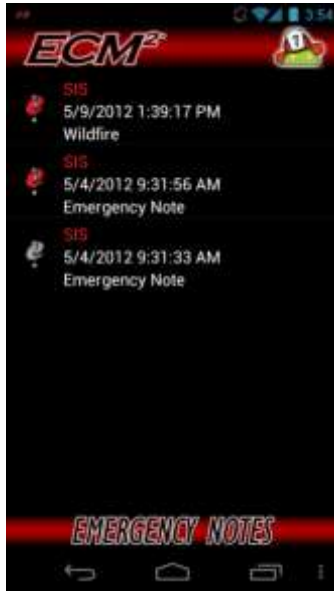 3:54
ECM²
SIS
5/9/2012 1:39:17 PM
Wildfire
SIS
5/4/2012 9:31:56 AM
Emergency Note
SIS
5/4/2012 9:31:33 AM
Emergency Note
EMERGENCY NOTES